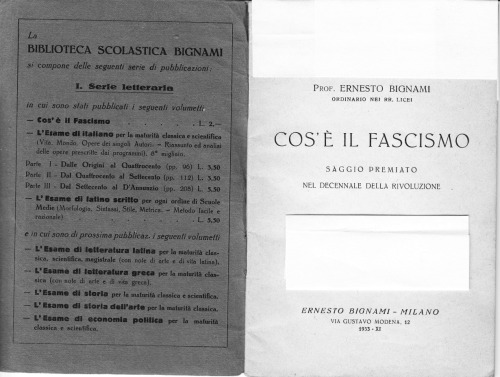 La
BIBLIOTECA SCOLASTICA BIGNAMI
si compone delle seguenti serie di pubblicazioni:
I. Serie letteraria
in cui sono stati pubblicati i seguenti volumetti:
— Cos'è il Fascismo . . . . . . L. 2,—
— L'Esame di italiano per la maturità classica e scientifica
(Vita, Mondo, Opere dei singoli Autori. - Riassunto ed analisi
delle opere prescritte dai programmi), 8ª migliaio.
Parte I - Dalle Origini al Quattrocento (pp. 96) L. 3,50
Parte II - Dal Quattrocento al Settecento (pp. 112) L. 3,50
Parte III - Dal Settecento al D'Annunzio (pp. 208) L. 5,50
— L'Esame di latino scritto per ogni ordine di Scuole
Medie (Morfologia, Sintassi, Stile, Metrica. — Metodo facile e
razionale). . . . . . - 5,50
e in cui sono di prossima pubblicaz. i seguenti volumetti
— L'Esame di letteratura latina per la maturità clas-
sica, scientifica, magistrale (con note di arte e di vita latina).
— L'Esame di letteratura greca per la maturità clas-
sica (con note di arte e di vita greca).
— L'Esame di storia per la maturità classica e scientifica.
— L'Esame di storia dell'arte per la maturità classica.
— L'Esame di economia politica per la maturità
classica e scientifica.
PROF. ERNESTO BIGNAMI
ORDINARIO NEI RR. LICEI
COS'È IL FASCISMO
SAGGIO PREMIATO
NEL DECENNALE DELLA RIVOLUZIONE
ERNESTO BIGNAMI - MILANO
VIA GUSTAVO MODENA, 12
1933 - XI